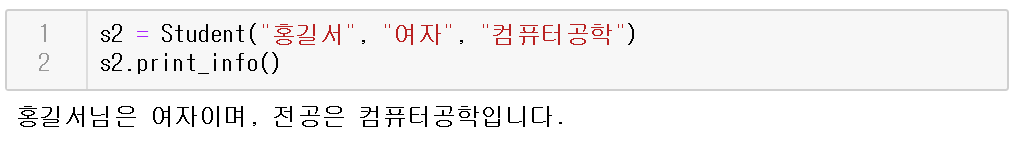 1 s2 = Student("홍길서", "여자", "컴퓨터공학")
2 s2.print_info()
홍길서님은 여자이며, 전공은 컴퓨터공학입니다.